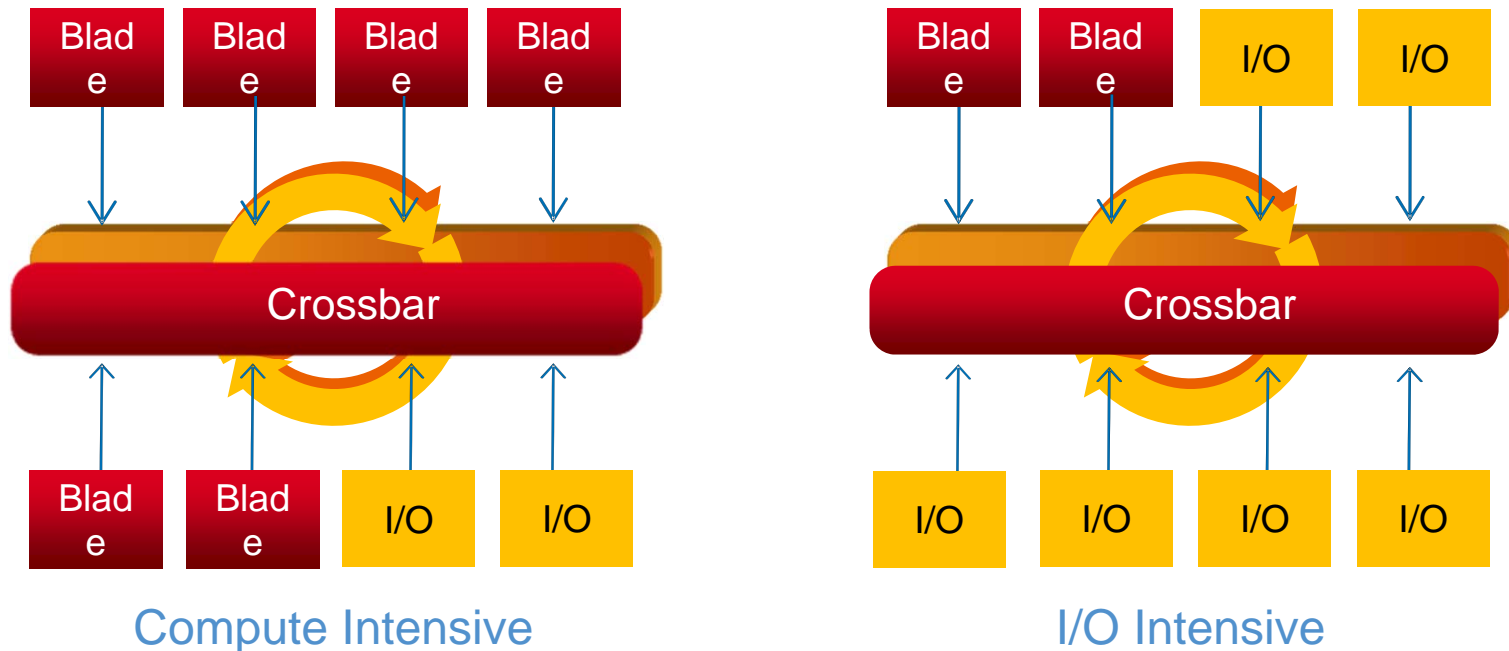 Blad
e
Blad
e
Blad
e
Blad
e
Crossbar
Blad
e
Blad
e
I/O
I/O
Compute Intensive
Blad
e
Blad
e
I/O
I/O
Crossbar
I/O
I/O
I/O
I/O
I/O Intensive